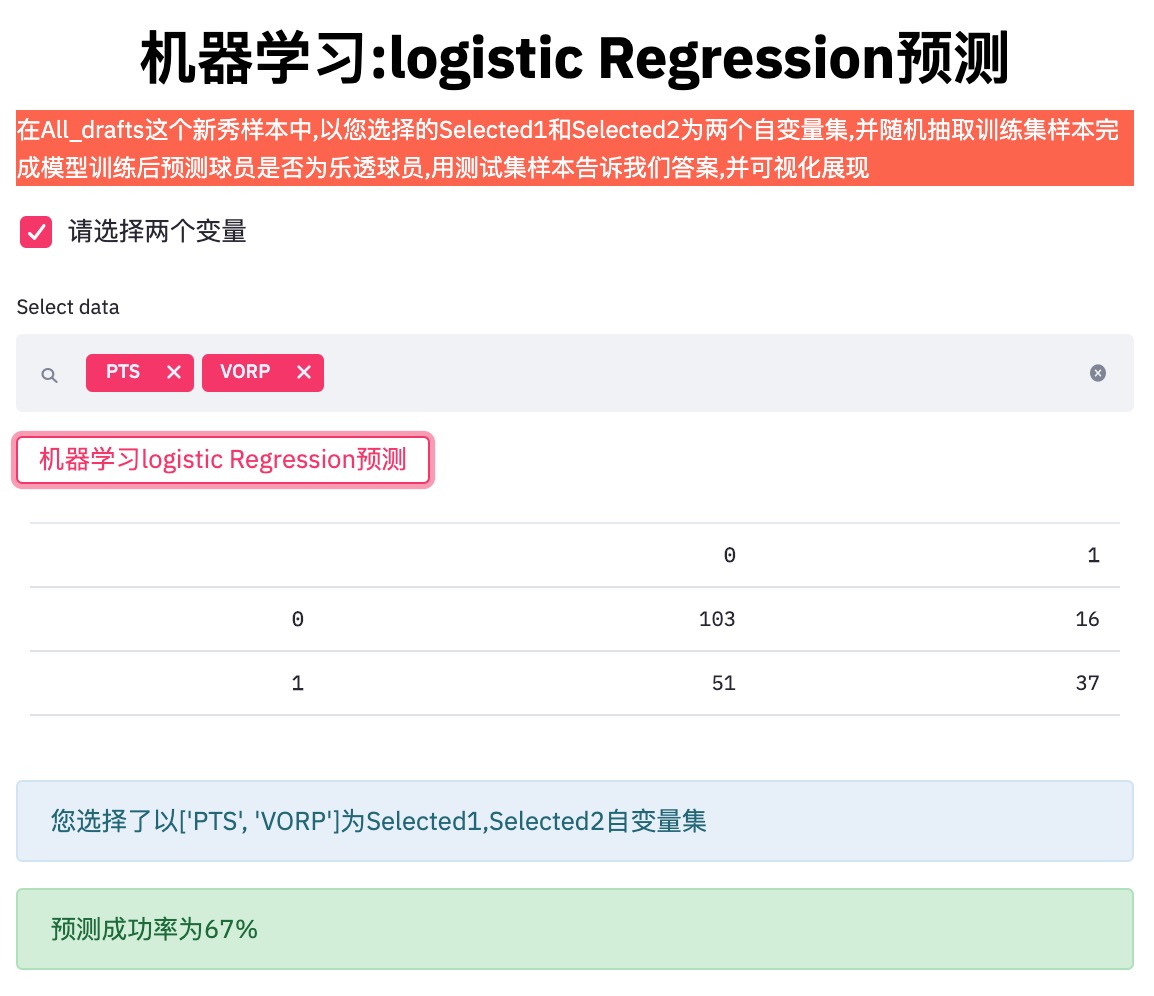 机器学习:logistic Regression预测
在All_drafts这个新秀样本中,以您选择的Selected1和Selected2为两个自变量集,并随机抽取训练集样本完
成模型训练后预测球员是否为乐透球员,用测试集样本告诉我们答案,并可视化展现
请选择两个变量
Select data
PTS VORP
机器学习logistic Regression预测
0 1
0 103 16
1 51 37
您选择了以['PTS', 'VORP']为Selected1,Selected2自变量集
预测成功率为67%